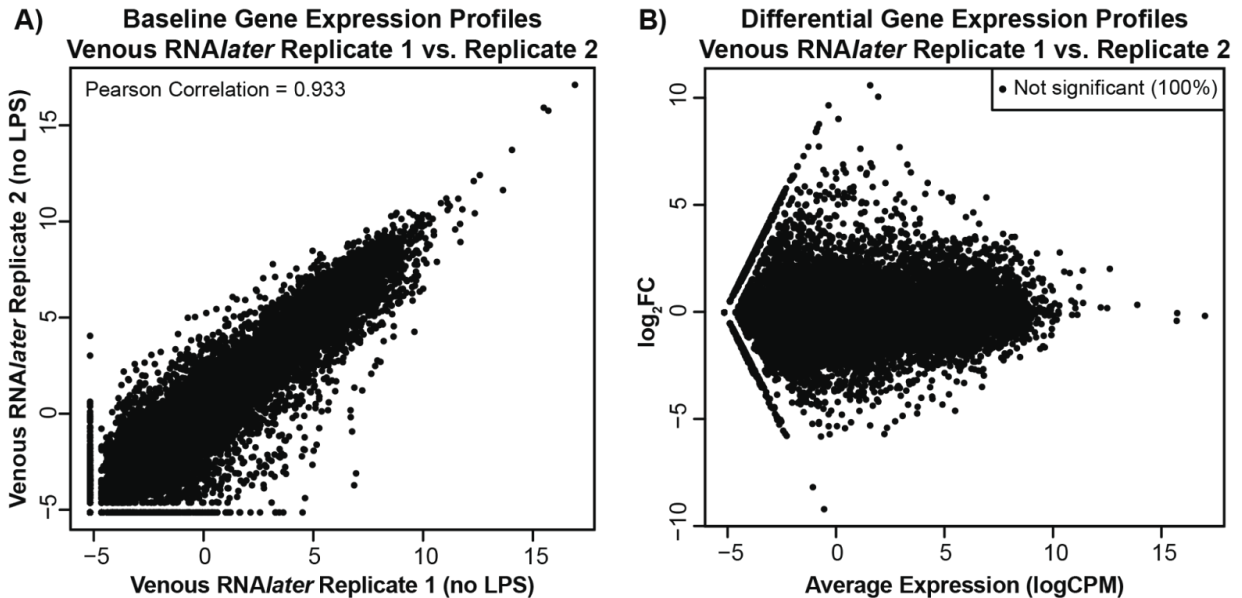 A)
Baseline Gene Expression Profiles
Venous RNAlater Replicate 1 vs. Replicate 2
Pearson Correlation = 0.933
Venous RNAlater Replicate 2 (no LPS)
15
10
5
0
−5
−5 0 5 10 15
Venous RNAlater Replicate 1 (no LPS)
B)
Differential Gene Expression Profiles
Venous RNAlater Replicate 1 vs. Replicate 2
Not significant (100%)
log2FC
10
5
0
−5
−10
−5 0 5 10 15
Average Expression (logCPM)